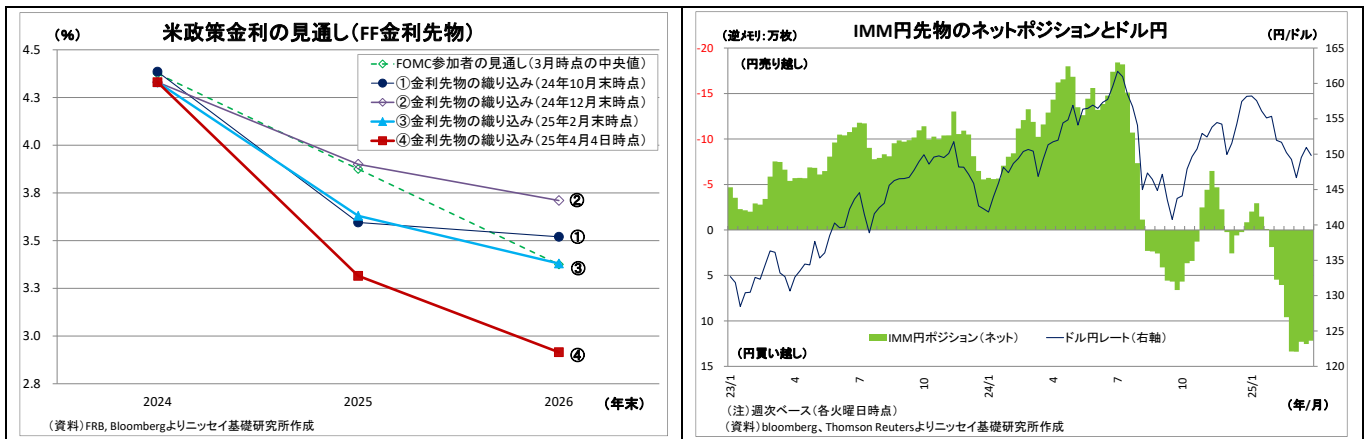 米政策金利の見通し(FF金利先物)
(%)
4.5
4.3
4.0
3.8
3.5
3.3
3.0
2.8
FOMC参加者の見通し(3月時点の中央値)
①金利先物の織り込み(24年10月末時点)
②金利先物の織り込み(24年12月末時点)
③金利先物の織り込み(25年2月末時点)
④金利先物の織り込み(25年4月4日時点)
②
①
③
④
2024
2025
2026
(年末)
(資料)FRB, Bloombergよりニッセイ基礎研究所作成
IMM円先物のネットポジションとドル円
(逆メモリ:万枚)
(円/ドル)
-20
-15
-10
-5
0
5
10
15
(円売り越し)
(円買い越し)
165
160
155
150
145
140
135
130
125
120
IMM円ポジション(ネット)
ドル円レート(右軸)
23/1
4
7
10
24/1
4
7
10
25/1
(年/月)
(注)週次ベース(各火曜日時点)
(資料)bloomberg、Thomson Reutersよりニッセイ基礎研究所作成